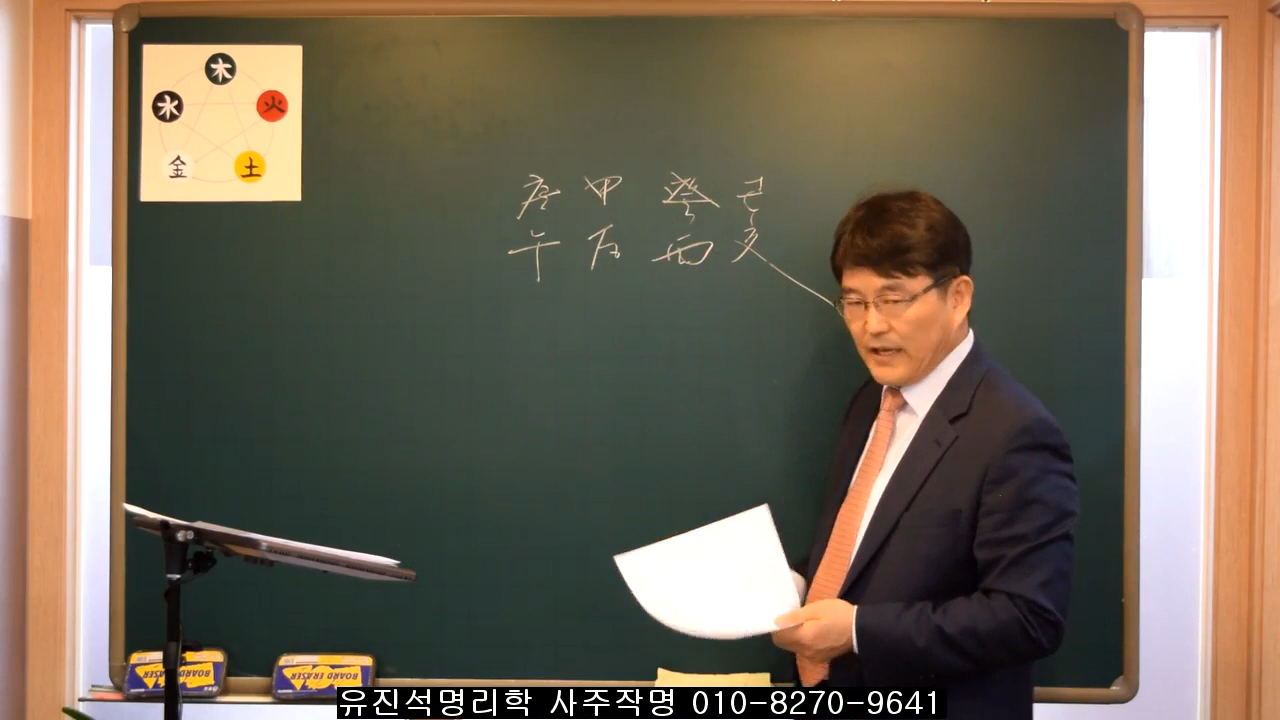 木
水 火
金 土
庚 甲 癸 己
午 辰 酉 亥
BOARD ERASER
BOARD ERASER
유진석명리학 사주작명 010-8270-9641